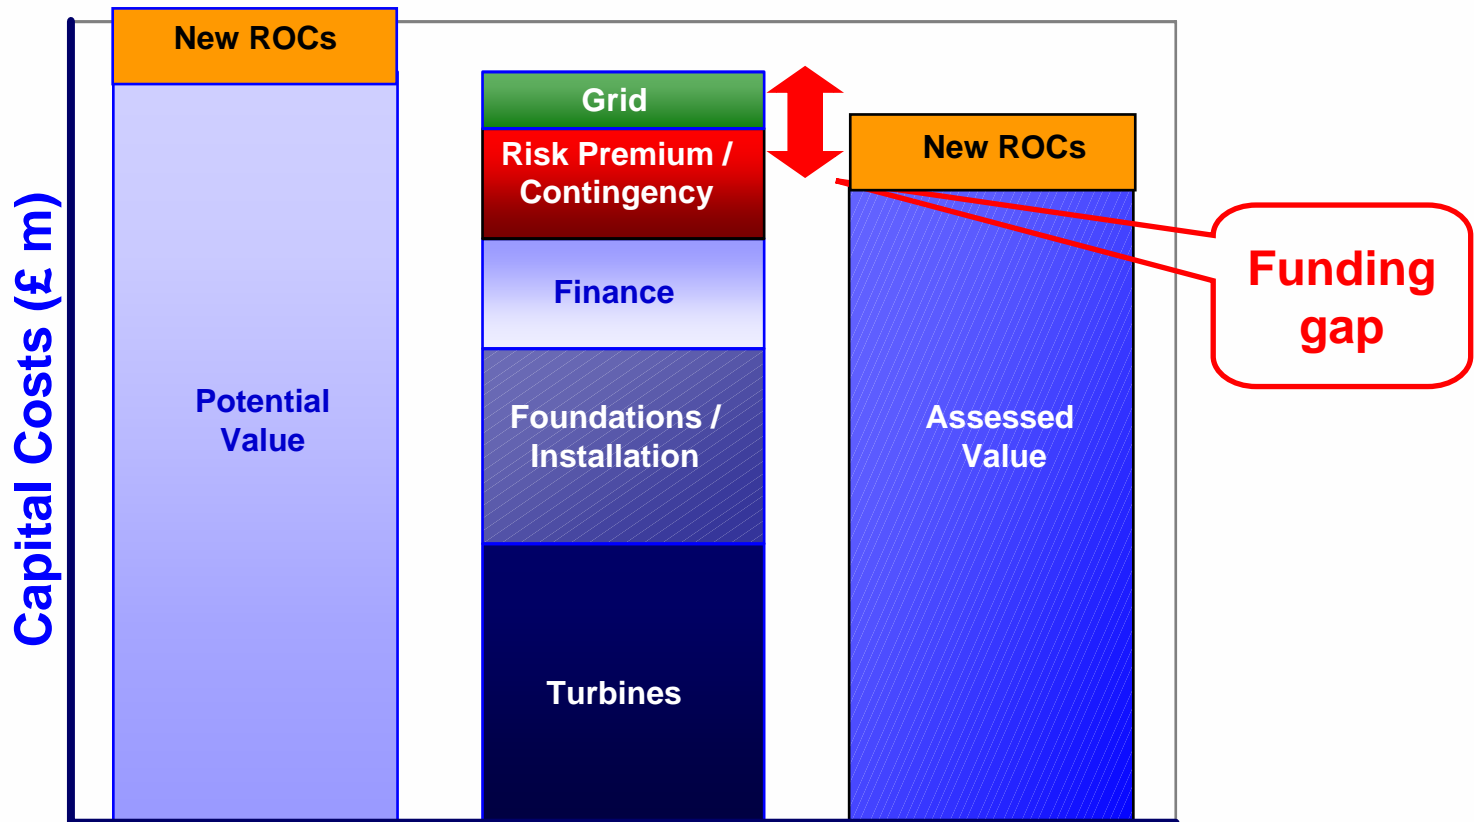 Capital Costs (£ m)
New ROCs
Potential
Value
Grid
Risk Premium /
Contingency
Finance
Foundations /
Installation
Turbines
New ROCs
Assessed
Value
Funding
gap